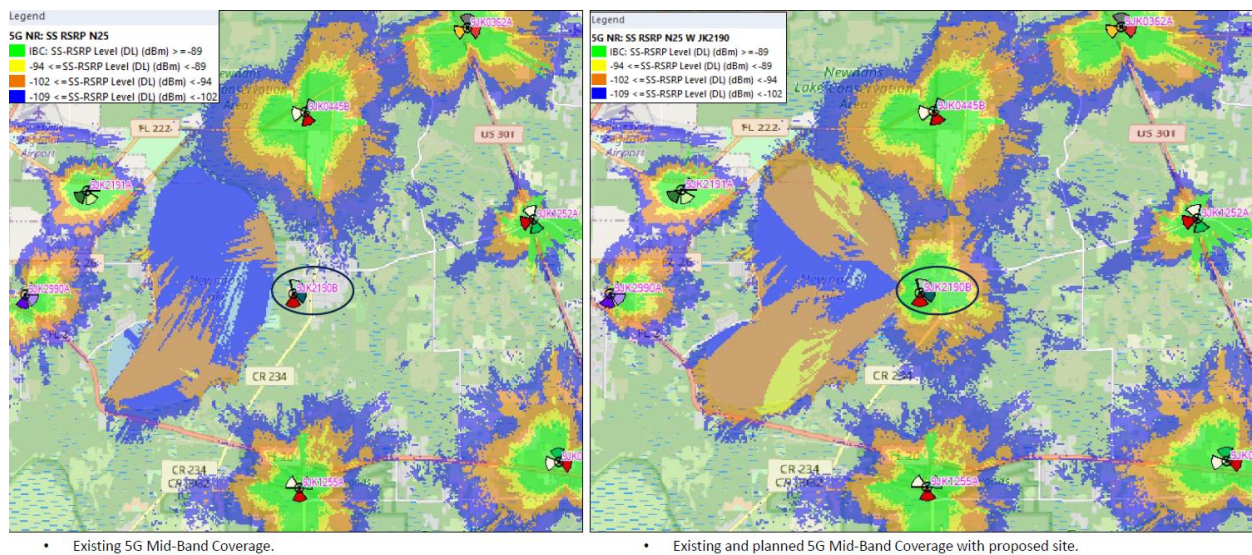 Legend
5G NR: SS RSRP N25
IBC: SS-RSRP Level (DL) (dBm) >=-89
-94 <=SS-RSRP Level (DL) (dBm) <-89
-102 <=SS-RSRP Level (DL) (dBm) <-94
-109 <=SS-RSRP Level (DL) (dBm) <-102
9JK0362A
9JK0445B
FL 222
US 301
Airport
9JK2191A
9JK1252A
9JK2990A
9JK2190B
CR 234
CR 234
9JK1255A
• Existing 5G Mid-Band Coverage.
Legend
5G NR: SS RSRP N25 W JK2190
IBC: SS-RSRP Level (DL) (dBm) >=-89
-94 <=SS-RSRP Level (DL) (dBm) <-89
-102 <=SS-RSRP Level (DL) (dBm) <-94
-109 <=SS-RSRP Level (DL) (dBm) <-102
9JK0362A
Newnans
Lake Conservation
Area
9JK0445B
FL 222
US 301
Airport
9JK2191A
9JK1252A
9JK2990A
9JK2190B
CR 234
CR 234
9JK1255A
• Existing and planned 5G Mid-Band Coverage with proposed site.